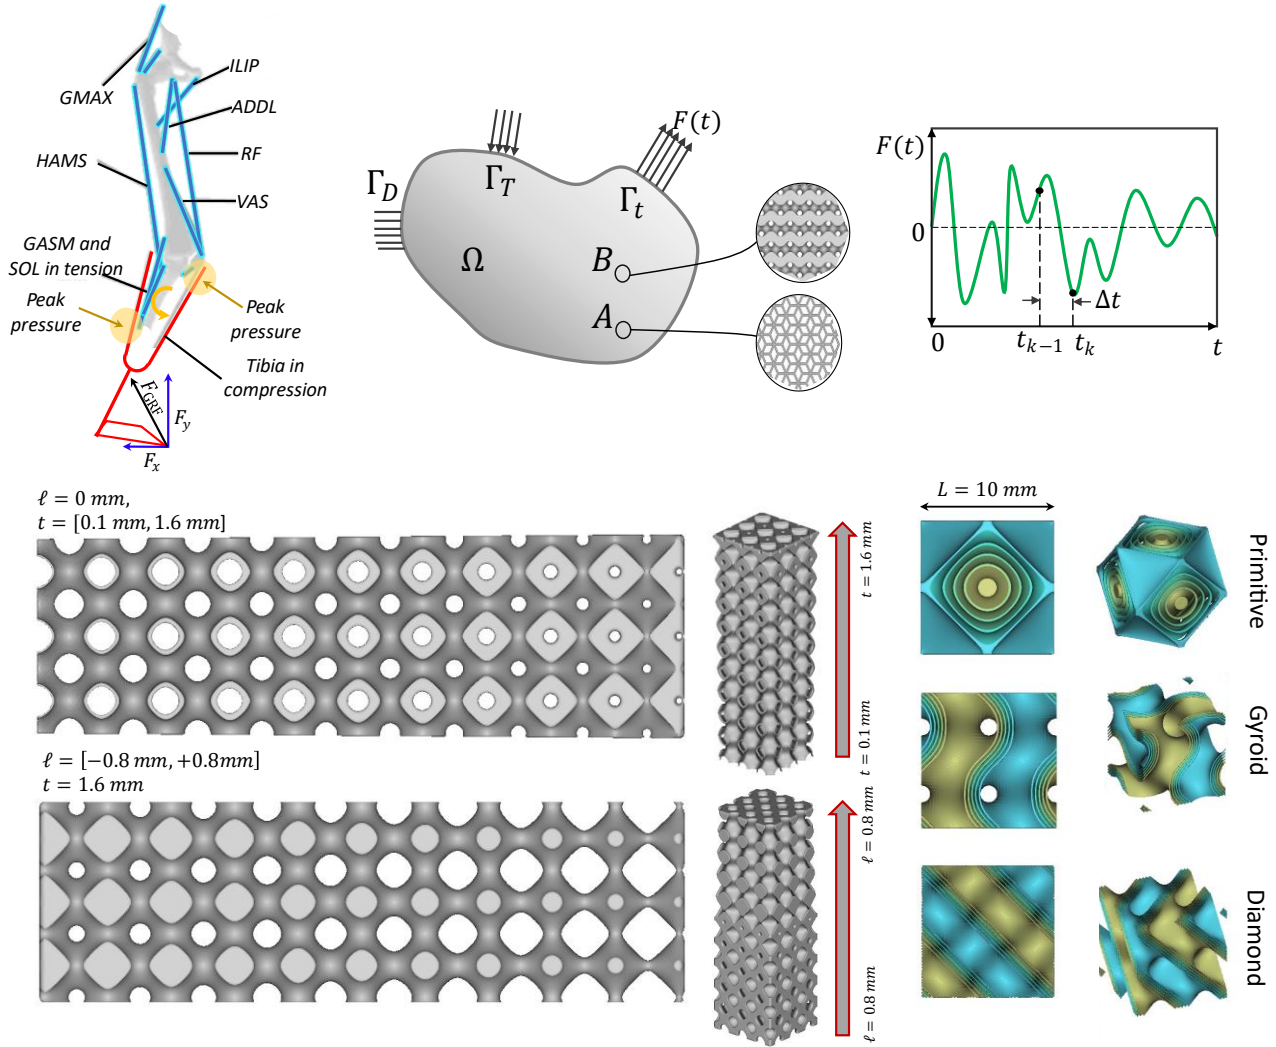 GMAX
ILIP
ADDL
HAMS
RF
VAS
GASM and
SOL in tension
Peak
pressure
Peak
pressure
Tibia in
compression
F_GRF
F_y
F_x
Γ_D
Γ_T
F(t)
Γ_t
Ω
B
A
F(t)
0
Δt
0
t_{k−1}
t_k
t
ℓ = 0 mm,
t = [0.1 mm, 1.6 mm]
t = 1.6 mm
t = 0.1 mm
L = 10 mm
Primitive
Gyroid
Diamond
ℓ = [−0.8 mm, +0.8mm]
t = 1.6 mm
ℓ = 0.8 mm
ℓ = 0.8 mm